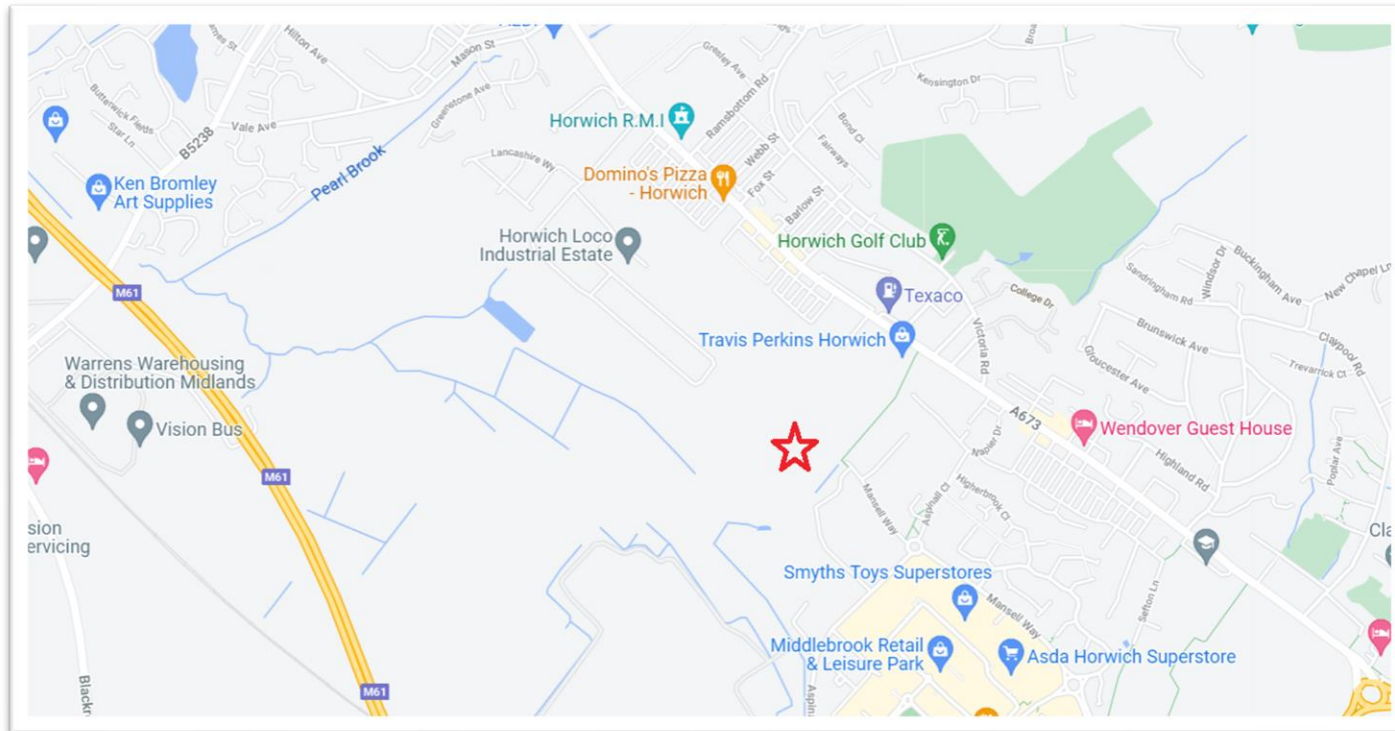 Hilton Ave
Mason St
Greenstone Ave
Butterwick Fields
Star Ln
Vale Ave
B5238
Pearl Brook
Ken Bromley
Art Supplies
Lancashire Wy
Horwich R.M.I
Greeley Ave
Ramsbottom Rd
Webb St
Fox St
Bond Cl
Fairways
Barlow St
Kensington Dr
Domino's Pizza
- Horwich
Horwich Loco
Industrial Estate
Horwich Golf Club
Texaco
College Dr
Victoria Rd
Travis Perkins Horwich
Sandringham Rd
Windsor Dr
Buckingham Ave
New Chapel Ln
Brunswick Ave
Gloucester Ave
Claypool Rd
Trevarrick Ct
M61
Warrens Warehousing
& Distribution Midlands
Vision Bus
M61
A673
Wendover Guest House
Napier Dr
Highland Rd
Poplar Ave
Mansell Way
Aspinall Cl
Higherbrook Cl
Smyths Toys Superstores
Mansell Way
Sefton Ln
Middlebrook Retail
& Leisure Park
Asda Horwich Superstore
M61